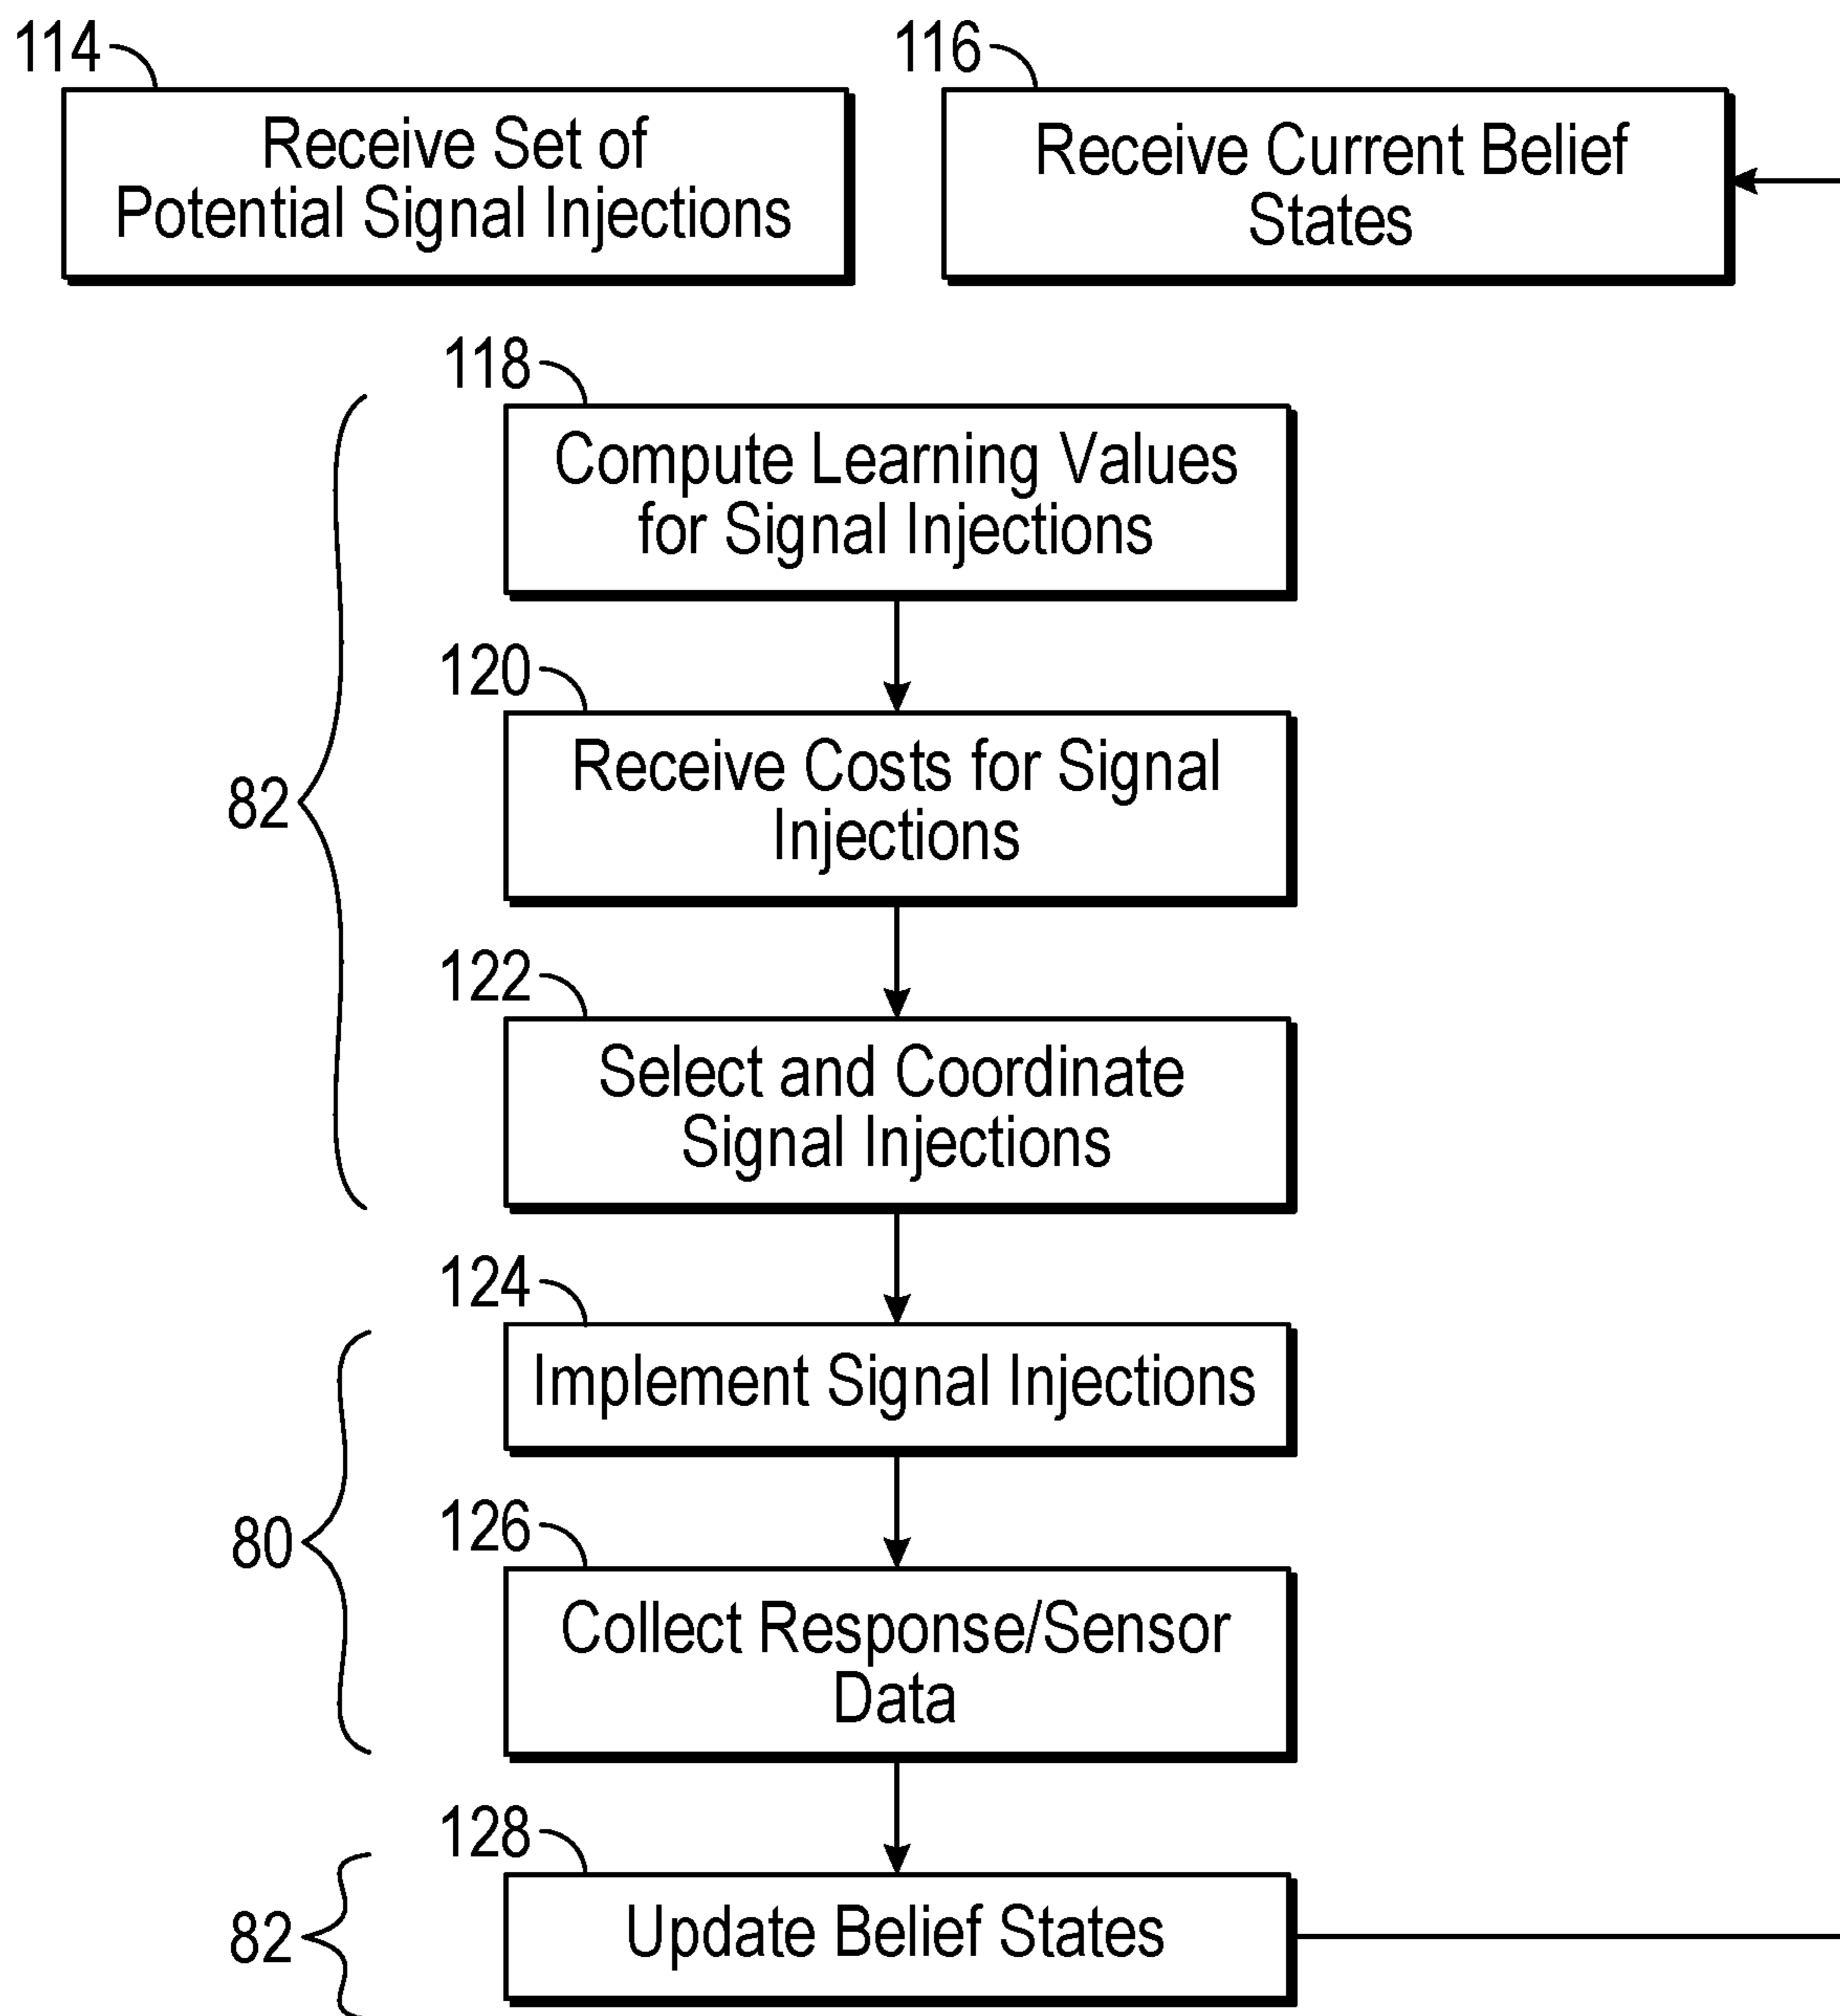 114
Receive Set of
Potential Signal Injections
116
Receive Current Belief
States
118
Compute Learning Values
for Signal Injections
120
Receive Costs for Signal
Injections
82
122
Select and Coordinate
Signal Injections
124
Implement Signal Injections
80
126
Collect Response/Sensor
Data
128
Update Belief States
82